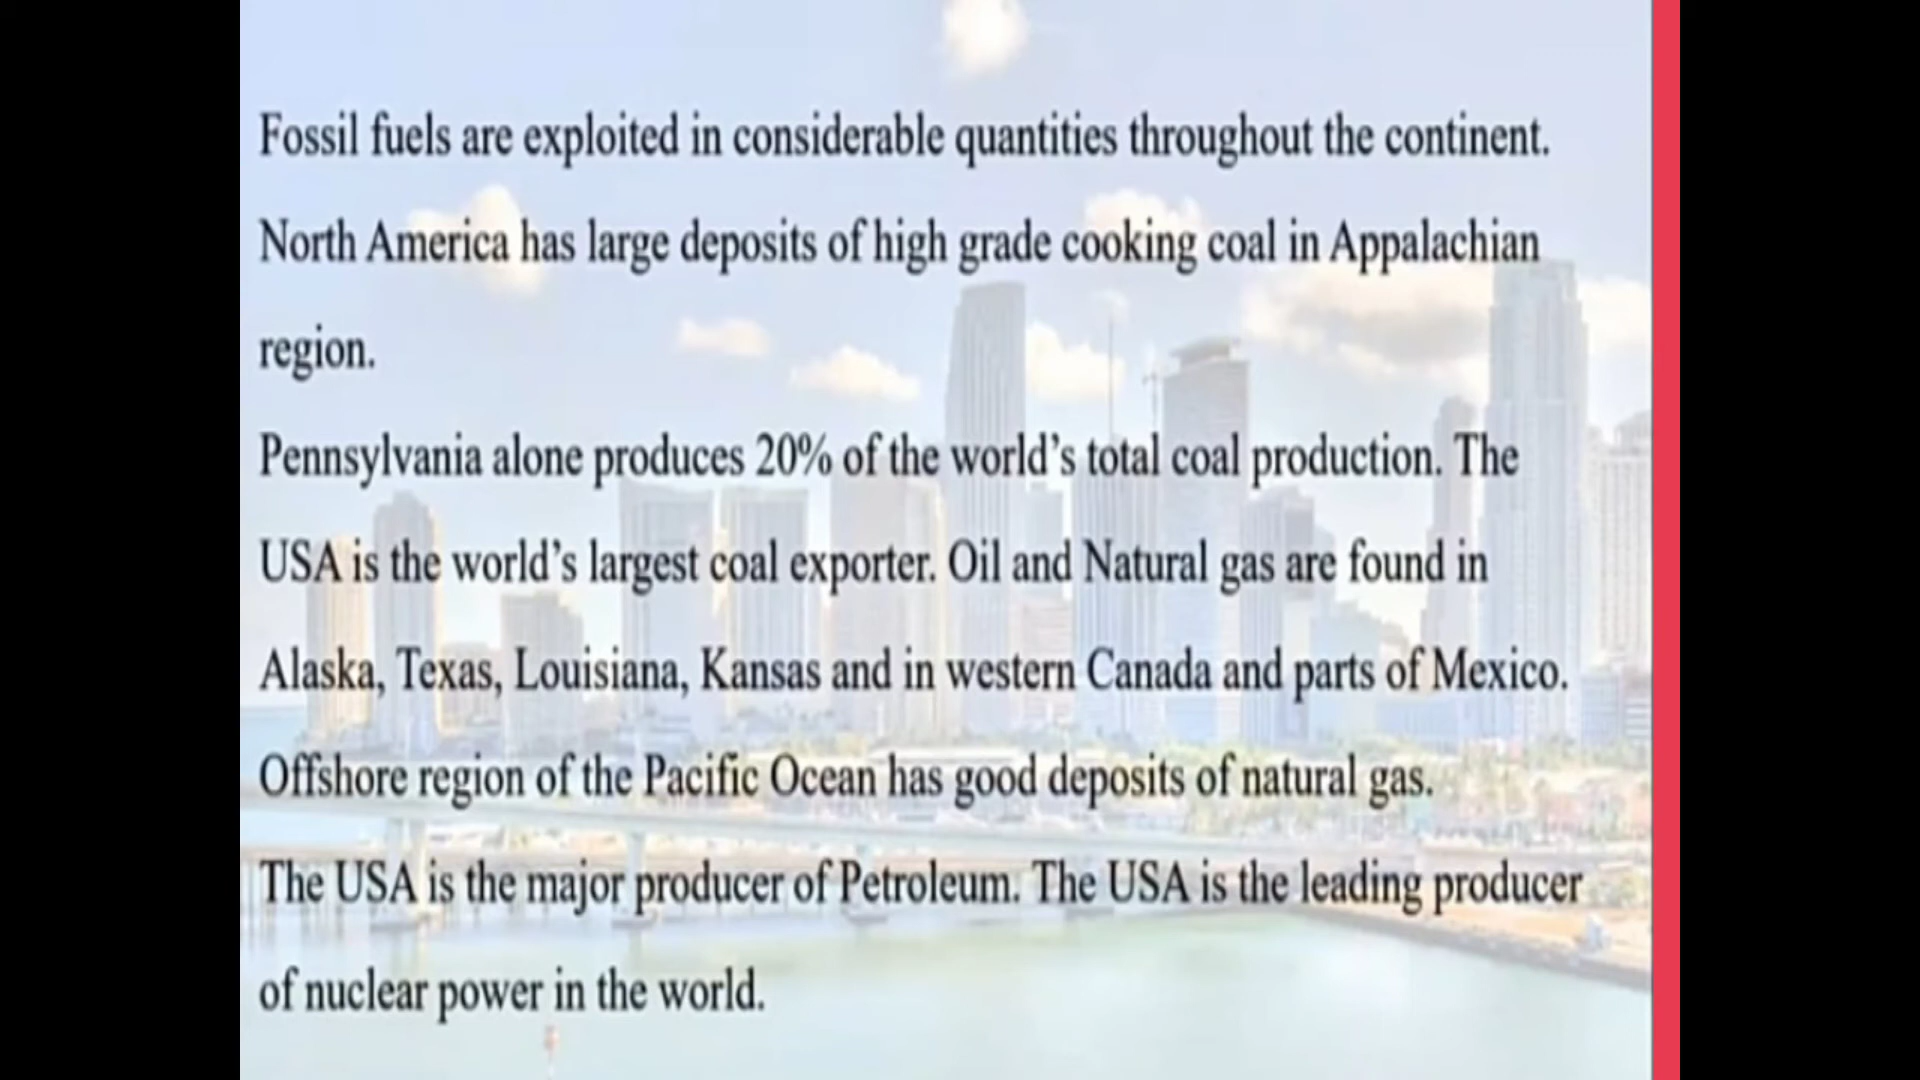 Fossil fuels are exploited in considerable quantities throughout the continent.
North America has large deposits of high grade cooking coal in Appalachian
region.
Pennsylvania alone produces 20% of the world’s total coal production. The
USA is the world’s largest coal exporter. Oil and Natural gas are found in
Alaska, Texas, Louisiana, Kansas and in western Canada and parts of Mexico.
Offshore region of the Pacific Ocean has good deposits of natural gas.
The USA is the major producer of Petroleum. The USA is the leading producer
of nuclear power in the world.